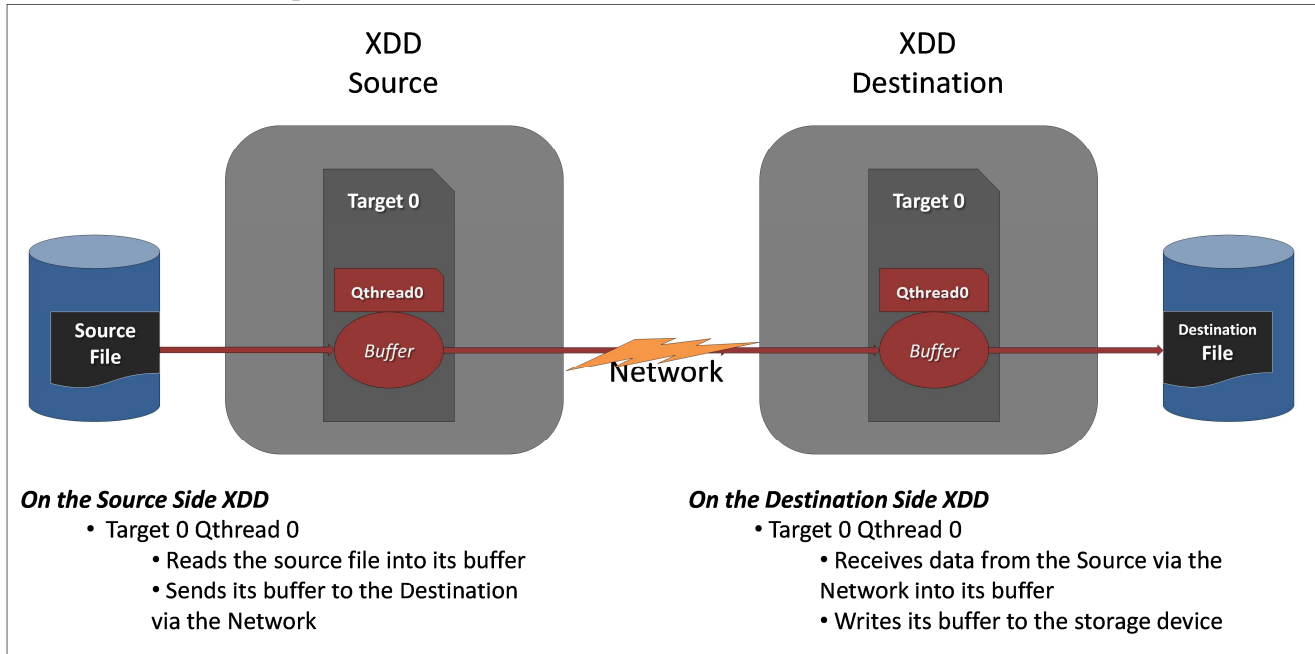 XDD
Source
XDD
Destination
Target 0
Target 0
Qthread0
Qthread0
Source
File
Buffer
Network
Buffer
Destination
File
On the Source Side XDD
• Target 0 Qthread 0
• Reads the source file into its buffer
• Sends its buffer to the Destination
via the Network
On the Destination Side XDD
• Target 0 Qthread 0
• Receives data from the Source via the
Network into its buffer
• Writes its buffer to the storage device